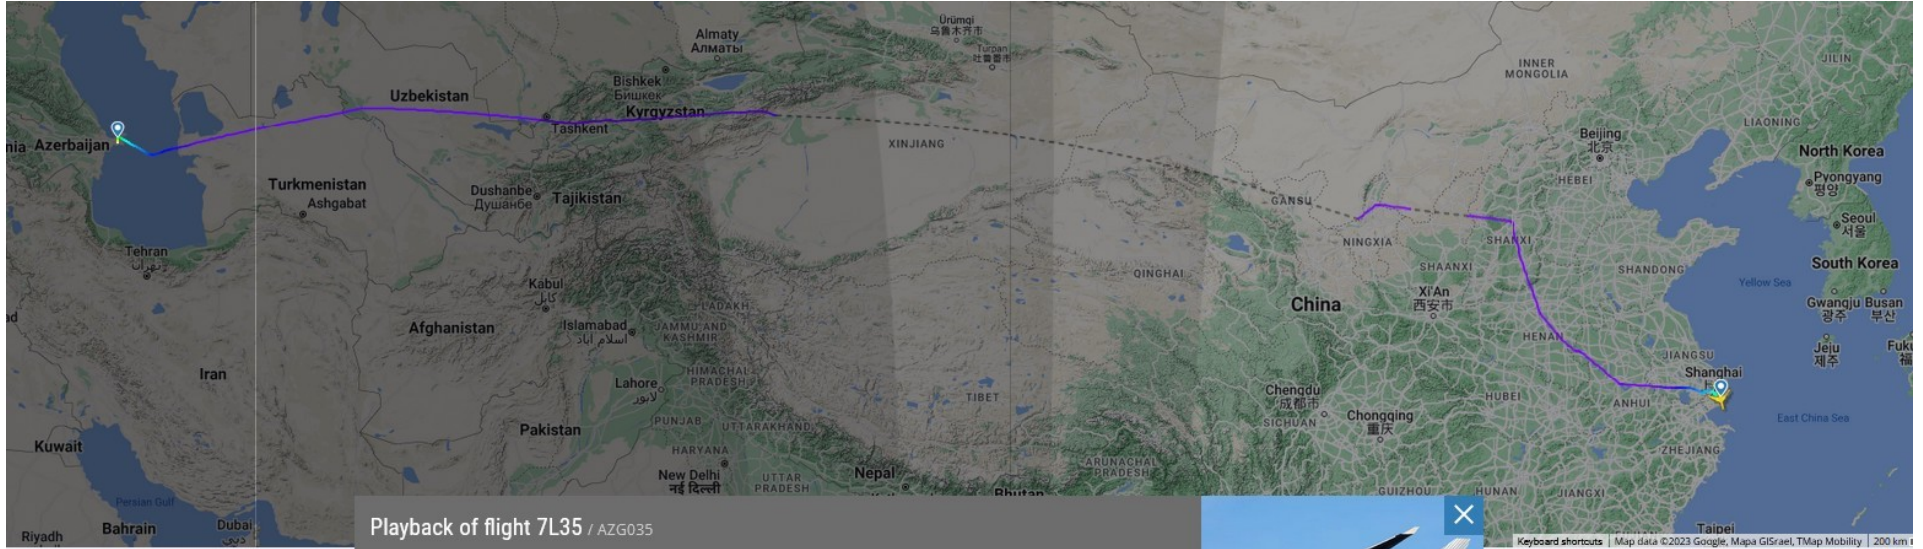 Ürümqi
乌鲁木齐市
Almaty
Алматы
Turpan
吐鲁番市
JILIN
INNER
MONGOLIA
Bishkek
Бишкек
Uzbekistan
Kyrgyzstan
Tashkent
LIAONING
Beijing
北京
nia
Azerbaijan
XINJIANG
North Korea
HEBEI
Pyongyang
평양
Turkmenistan
Ashgabat
Dushanbe
Душанбе
Tajikistan
GANSU
Seoul
서울
Tehran
تهران
NINGXIA
SHANXI
SHAANXI
SHANDONG
South Korea
QINGHAI
Yellow Sea
Kabul
کابل
Xi'An
西安市
China
Gwangju
광주
Busan
부산
LADAKH
ad
Afghanistan
Islamabad
اسلام آباد
JAMMU AND
KASHMIR
HENAN
JIANGSU
Jeju
제주
Fuku
福
Iran
HIMACHAL
PRADESH
Lahore
لاہور
Shanghai
Chengdu
成都市
SICHUAN
TIBET
HUBEI
ANHUI
Chongqing
重庆
East China Sea
PUNJAB
UTTARAKHAND
Pakistan
Kuwait
HARYANA
ZHEJIANG
New Delhi
नई दिल्ली
UTTAR
PRADESH
Nepal
ARUNACHAL
PRADESH
Bhutan
GUIZHOU
HUNAN
JIANGXI
Persian Gulf
Bahrain
Dubai
دبي
Riyadh
الرياض
Taipei
Playback of flight 7L35 / AZG035
Keyboard shortcuts
Map data ©2023 Google, Mapa GISrael, TMap Mobility
200 km